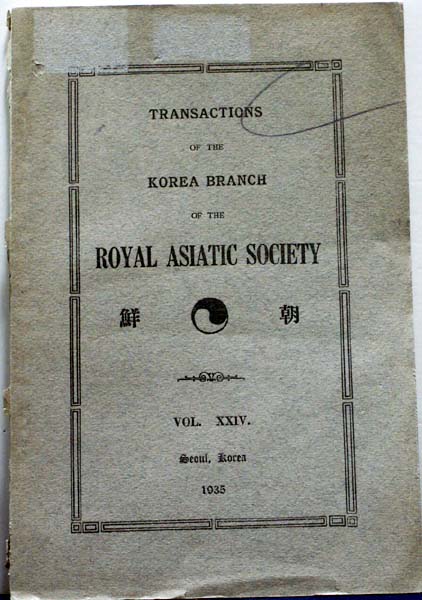 TRANSACTIONS
OF THE
KOREA BRANCH
OF THE
ROYAL ASIATIC SOCIETY
朝鮮
VOL. XXIV.
Seoul, Korea
1935